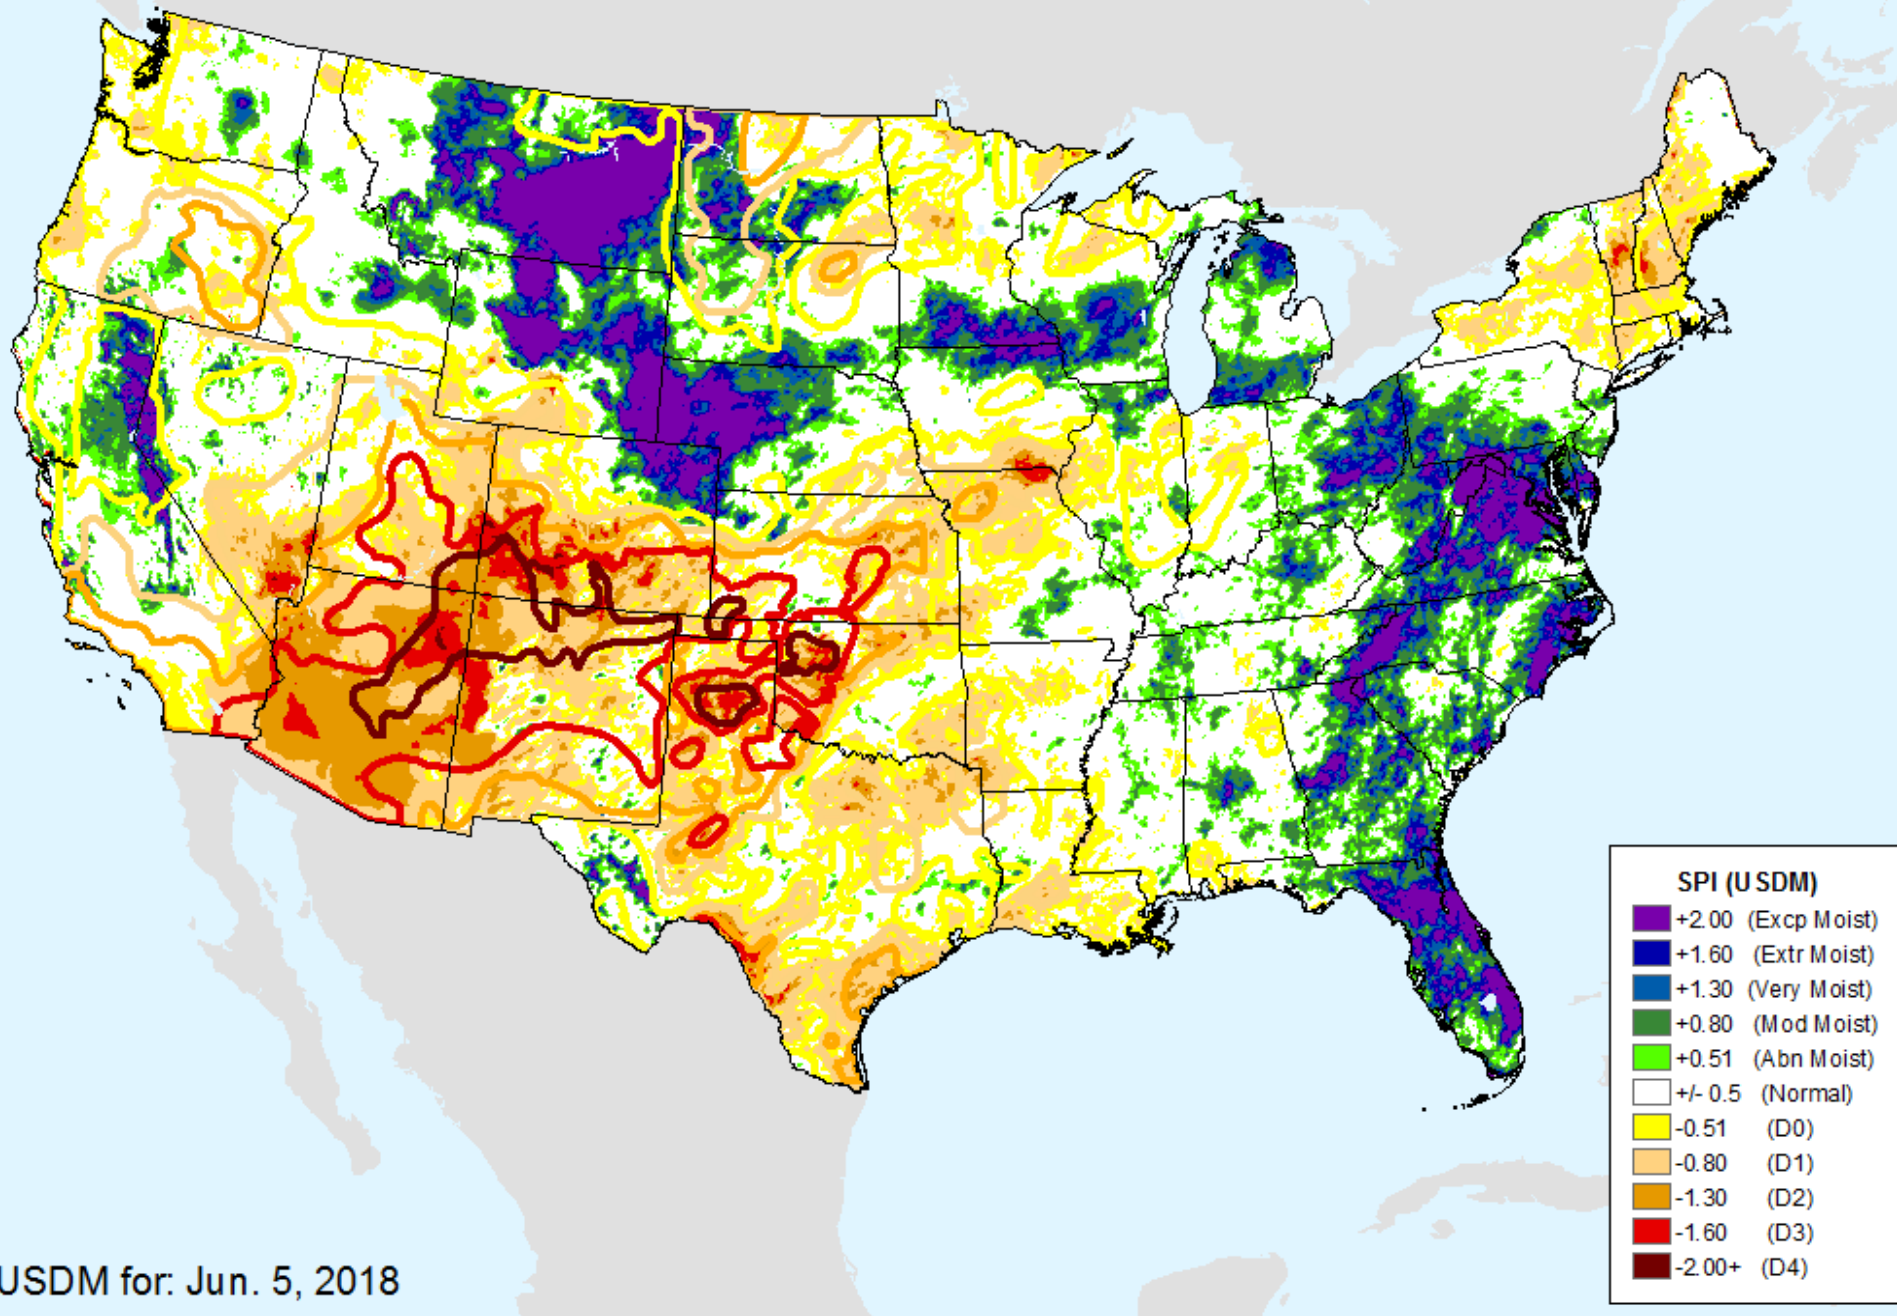 SPI (USDM)
+2.00 (Excp Moist)
+1.60 (Extr Moist)
+1.30 (Very Moist)
+0.80 (Mod Moist)
+0.51 (Abn Moist)
+/- 0.5 (Normal)
-0.51 (D0)
-0.80 (D1)
-1.30 (D2)
-1.60 (D3)
-2.00+ (D4)
USDM for: Jun. 5, 2018